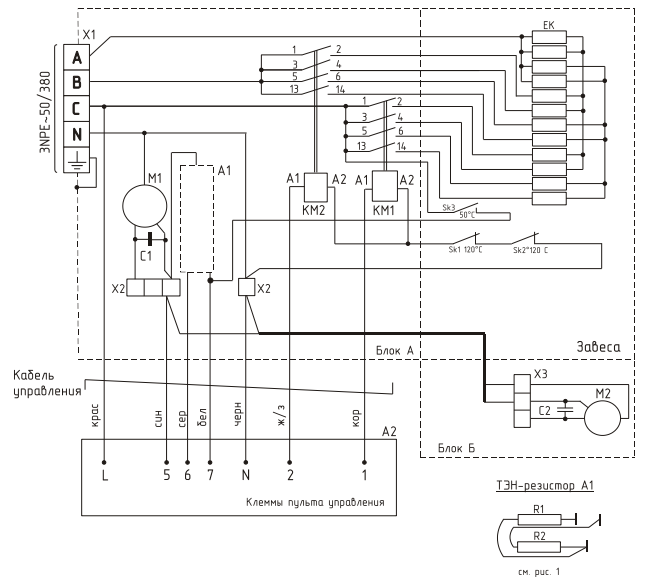 X1
ЕК
A
B
C
N
3NPE~50/380
1
2
3
4
5
6
13
14
1
2
3
4
5
6
13
14
M1
A1
A1
A2
KM2
A1
A2
KM1
Sk3
50°C
Sk1 120°C
Sk2*120 C
C1
X2
X2
Блок А
Завеса
Кабель
управления
X3
M2
C2
Блок Б
крас
син
сер
бел
черн
ж/з
кор
A2
L
5
6
7
N
2
1
Клеммы пульта управления
ТЭН-резистор А1
R1
R2
см. рис. 1